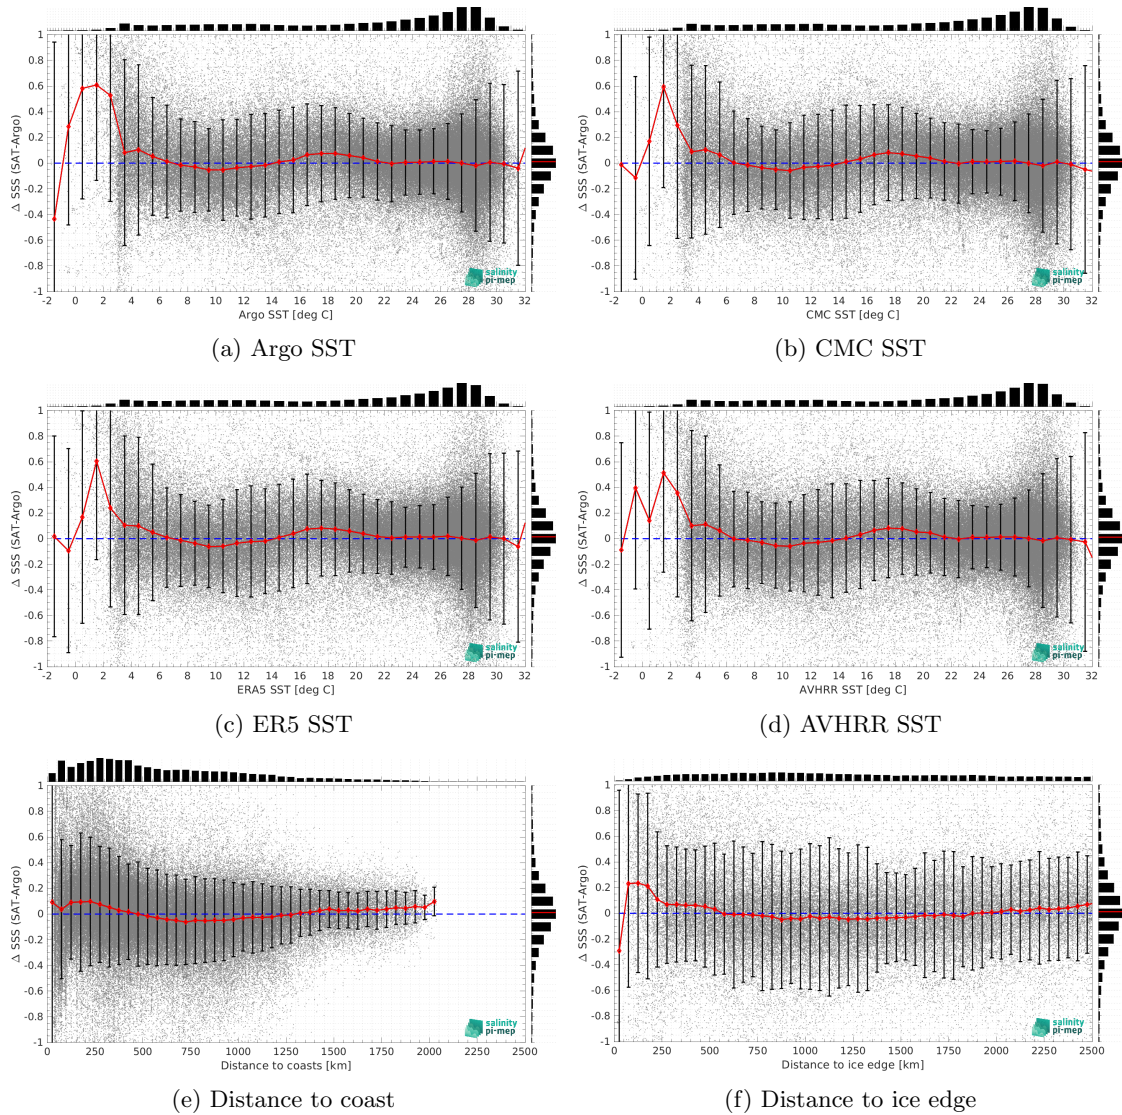 1
0.8
0.6
0.4
0.2
0
-0.2
-0.4
-0.6
-0.8
-1
Δ SSS (SAT-Argo)
-2 0 2 4 6 8 10 12 14 16 18 20 22 24 26 28 30 32
Argo SST [deg C]
salinity
pi-mep
(a) Argo SST
1
0.8
0.6
0.4
0.2
0
-0.2
-0.4
-0.6
-0.8
-1
Δ SSS (SAT-Argo)
-2 0 2 4 6 8 10 12 14 16 18 20 22 24 26 28 30 32
CMC SST [deg C]
salinity
pi-mep
(b) CMC SST
1
0.8
0.6
0.4
0.2
0
-0.2
-0.4
-0.6
-0.8
-1
Δ SSS (SAT-Argo)
-2 0 2 4 6 8 10 12 14 16 18 20 22 24 26 28 30 32
ERA5 SST [deg C]
salinity
pi-mep
(c) ER5 SST
1
0.8
0.6
0.4
0.2
0
-0.2
-0.4
-0.6
-0.8
-1
Δ SSS (SAT-Argo)
-2 0 2 4 6 8 10 12 14 16 18 20 22 24 26 28 30 32
AVHRR SST [deg C]
salinity
pi-mep
(d) AVHRR SST
1
0.8
0.6
0.4
0.2
0
-0.2
-0.4
-0.6
-0.8
-1
Δ SSS (SAT-Argo)
0 250 500 750 1000 1250 1500 1750 2000 2250 2500
Distance to coasts [km]
salinity
pi-mep
(e) Distance to coast
1
0.8
0.6
0.4
0.2
0
-0.2
-0.4
-0.6
-0.8
-1
Δ SSS (SAT-Argo)
0 250 500 750 1000 1250 1500 1750 2000 2250 2500
Distance to ice edge [km]
salinity
pi-mep
(f) Distance to ice edge